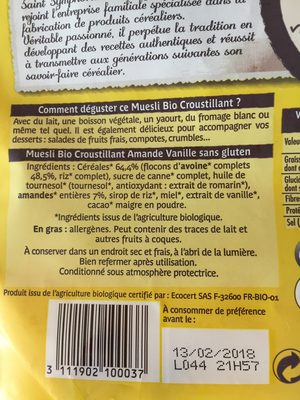 Saint Symphorien
rejoint l'entreprise familiale spécialisée dans la
fabrication de produits céréaliers.
Véritable passionné, il perpétue la tradition en
développant des recettes authentiques et réussit
à transmettre aux générations suivantes son
savoir-faire céréalier.
Comment déguster ce Muesli Bio Croustillant ?
Avec du lait, une boisson végétale, un yaourt, du fromage blanc ou
même tel quel. Il est également délicieux pour accompagner vos
desserts : salades de fruits frais, compotes, crumbles...
Muesli Bio Croustillant Amande Vanille sans gluten
Ingrédients : Céréales* 64,4% (flocons d'avoine* complets
48,5%, riz* complet), sucre de canne* complet, huile de
tournesol* (tournesol*, antioxydant : extrait de romarin*),
amandes* entières 7%, sirop de riz*, miel*, extrait de vanille*,
cacao* maigre en poudre.
*Ingrédients issus de l'agriculture biologique.
En gras : allergènes. Peut contenir des traces de lait et
autres fruits à coques.
À conserver dans un endroit sec et frais, à l'abri de la lumière.
Bien refermer après utilisation.
Conditionné sous atmosphère protectrice.
Produit issu de l'agriculture biologique certifié par : Ecocert SAS F-32600 FR-BIO-01
À consommer de préférence
avant le :
13/02/2018
L044 21H57
3 111902 100037